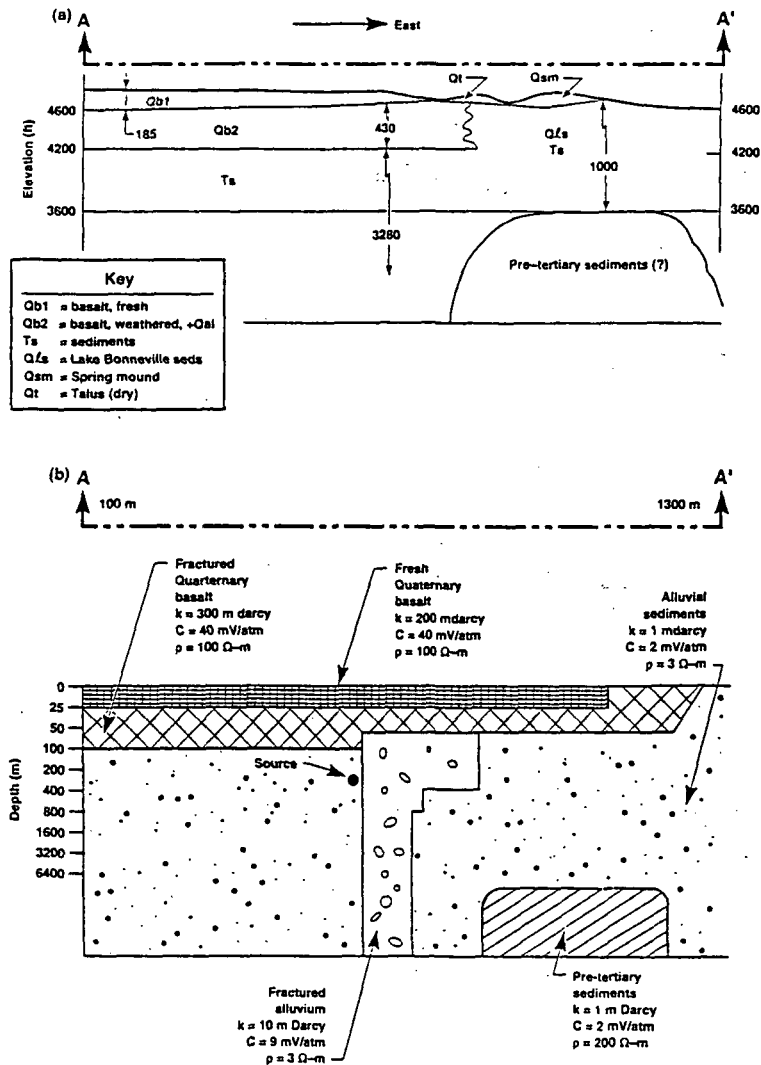 (a) A
East
A'
Elevation (ft)
4600
4200
3600
Qb1
185
Qb2
430
Ts
3280
Qt
Qsm
Qℓs
Ts
1000
4600
4200
3600
Pre-tertiary sediments (?)
Key
Qb1 = basalt, fresh
Qb2 = basalt, weathered, +Qal
Ts = sediments
Qℓs = Lake Bonneville seds
Qsm = Spring mound
Qt = Talus (dry)
(b) A
100 m
A'
1300 m
Fractured
Quarternary
basalt
k = 300 m darcy
C = 40 mV/atm
ρ = 100 Ω–m
Fresh
Quaternary
basalt
k = 200 mdarcy
C = 40 mV/atm
ρ = 100 Ω–m
Alluvial
sediments
k = 1 mdarcy
C = 2 mV/atm
ρ = 3 Ω–m
Depth (m)
0
25
50
100
200
400
800
1600
3200
6400
Source
Fractured
alluvium
k = 10 m Darcy
C = 9 mV/atm
ρ = 3 Ω–m
Pre-tertiary
sediments
k = 1 m Darcy
C = 2 mV/atm
ρ = 200 Ω–m